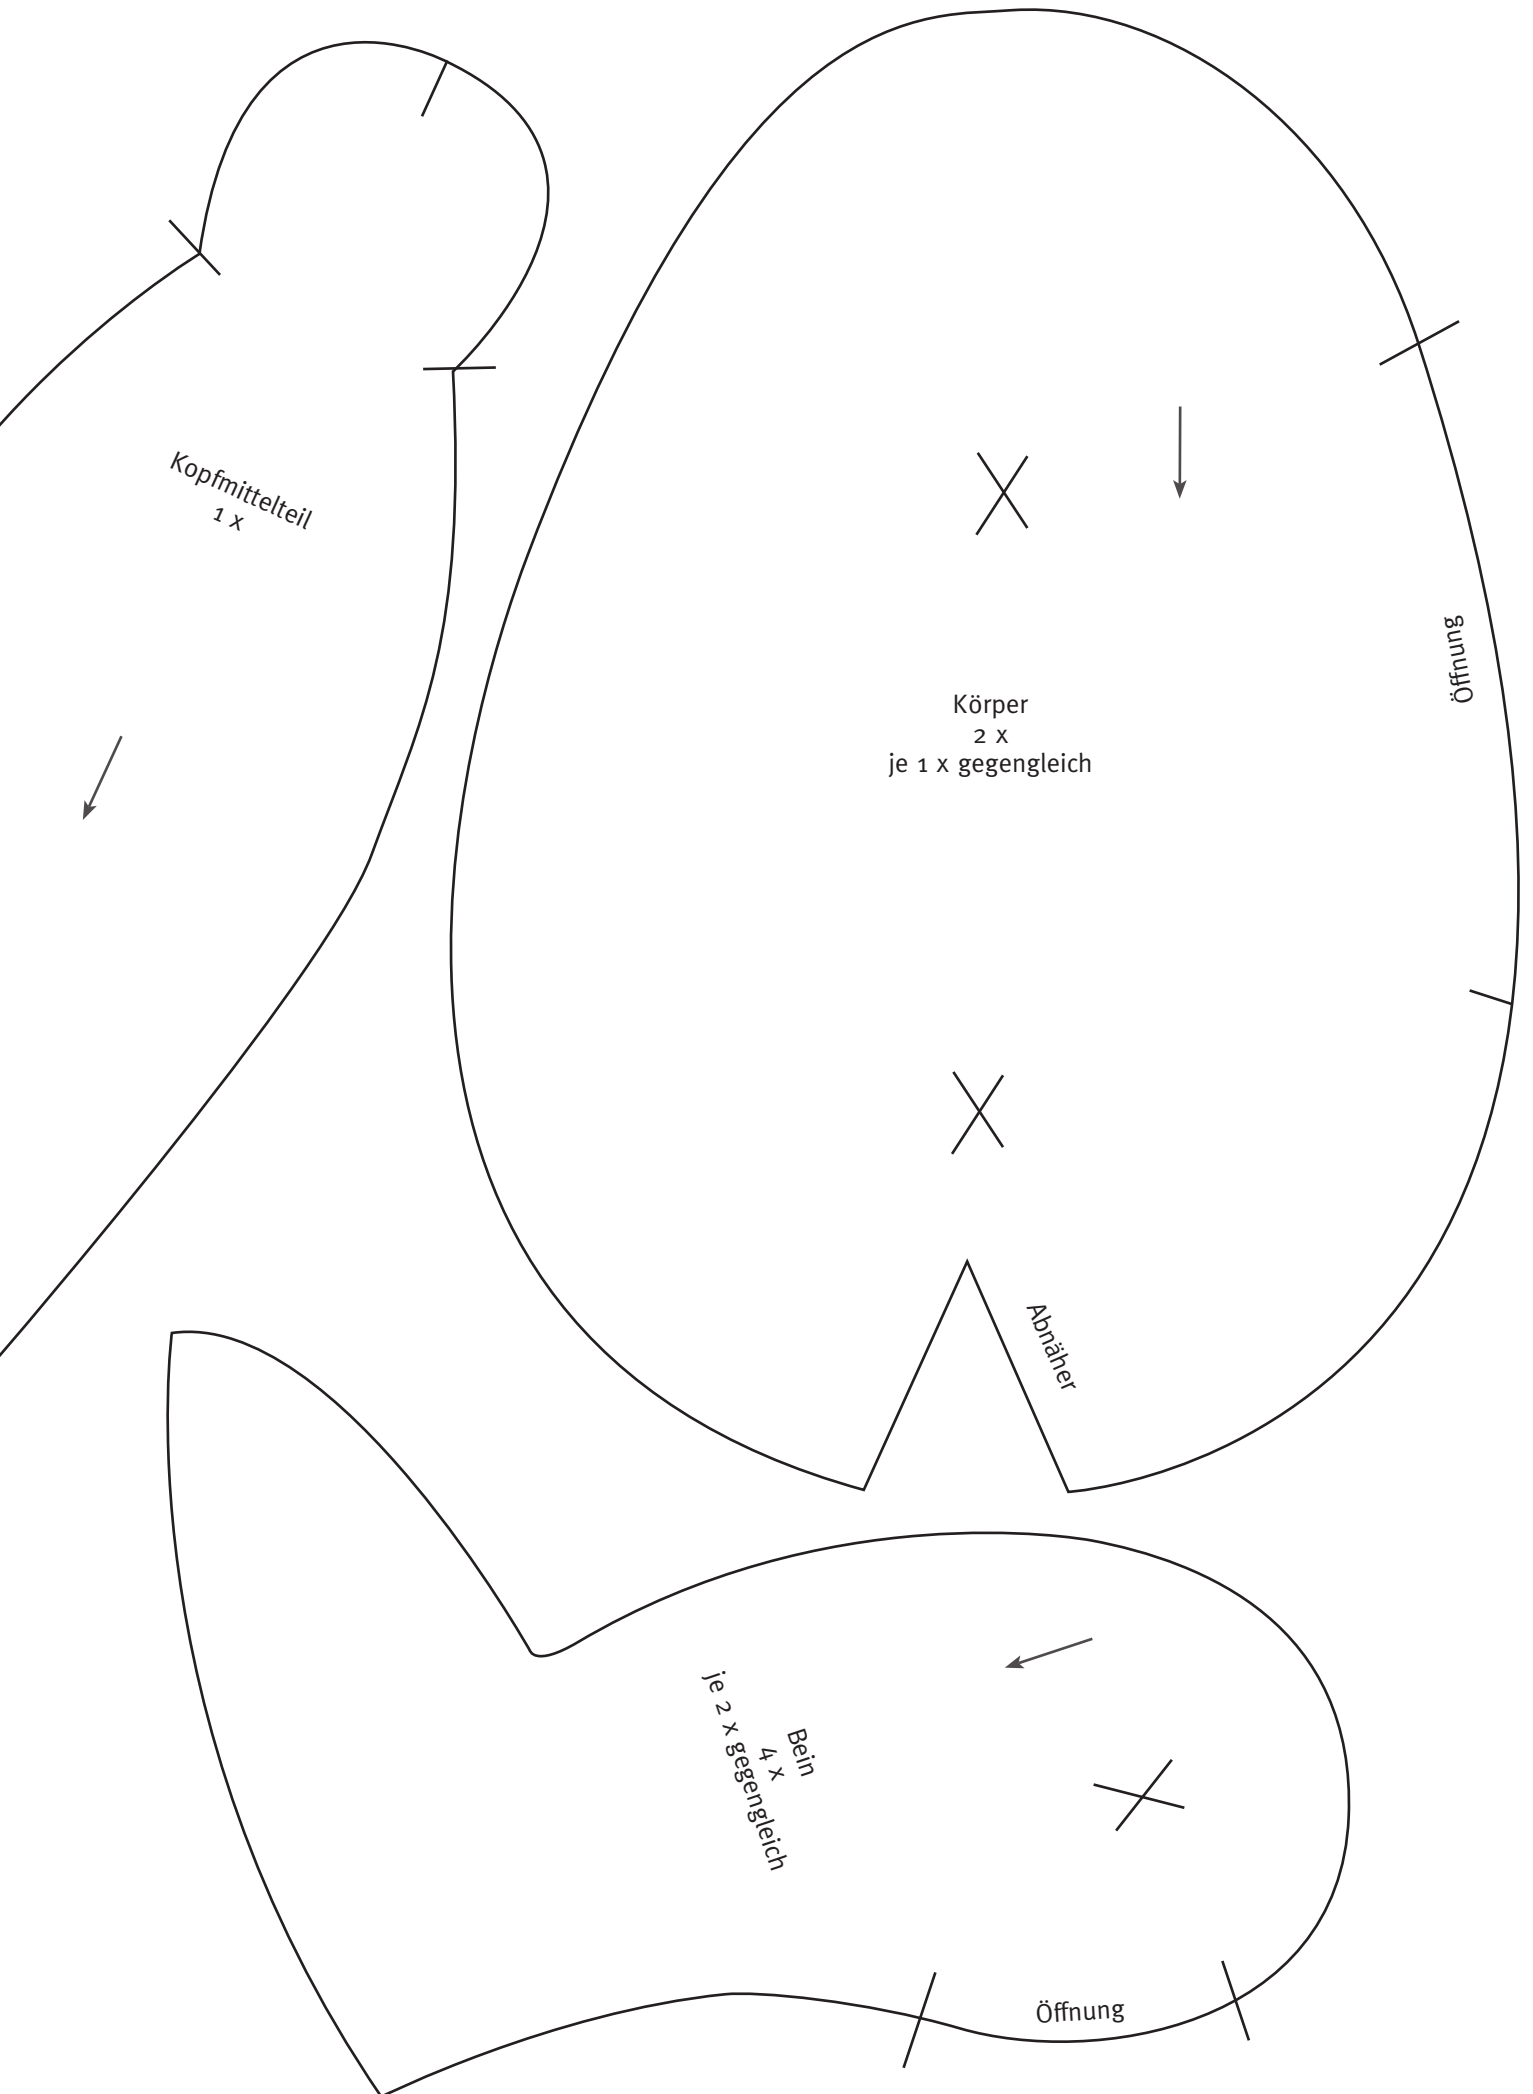 Kopfmittelteil
1 x
Öffnung
Körper
2 x
je 1 x gegengleich
Abnäher
Bein
4 x
je 2 x gegengleich
Öffnung